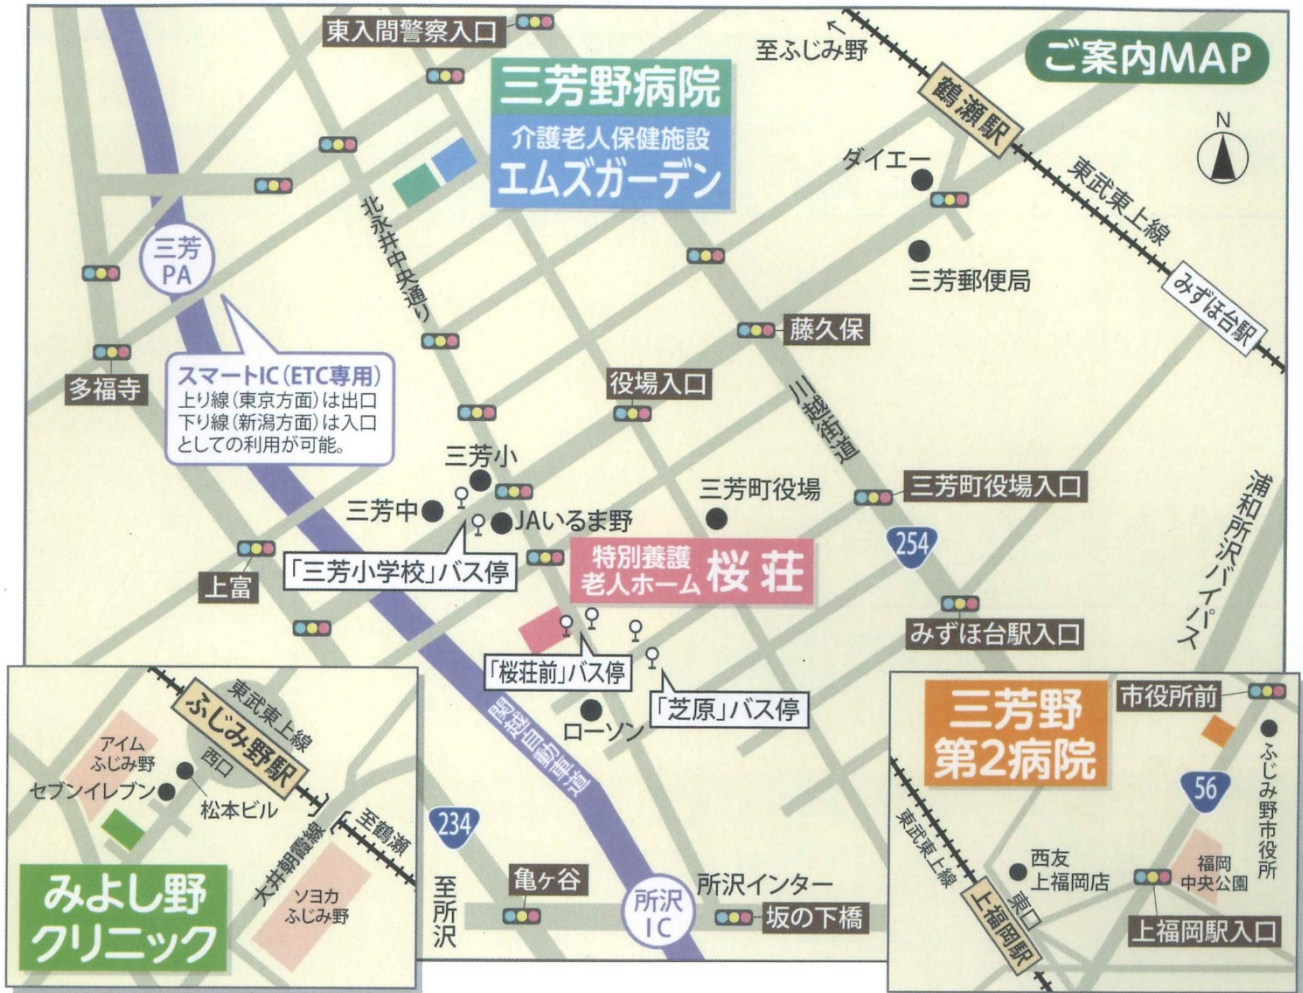 東入間警察入口
至ふじみ野
ご案内MAP
三芳野病院
介護老人保健施設
エムズガーデン
鶴瀬駅
N
ダイエー
東武東上線
北永井中央通り
三芳
PA
三芳郵便局
みずほ台駅
藤久保
多福寺
スマートIC(ETC専用)
上り線(東京方面)は出口
下り線(新潟方面)は入口
としての利用が可能。
役場入口
川越街道
三芳小
三芳中
JAいるま野
三芳町役場
三芳町役場入口
浦和所沢バイパス
254
「三芳小学校」バス停
特別養護
老人ホーム
桜荘
上富
みずほ台駅入口
「桜荘前」バス停
「芝原」バス停
ローソン
関越自動車道
東武東上線
ふじみ野駅
西口
アイム
ふじみ野
セブンイレブン
松本ビル
至鶴瀬
大井朝霞線
ソヨカ
ふじみ野
みよし野
クリニック
234
至所沢
亀ヶ谷
所沢
IC
所沢インター
坂の下橋
三芳野
第2病院
市役所前
ふじみ野市役所
56
東武東上線
西友
上福岡店
福岡
中央公園
東口
上福岡駅
上福岡駅入口